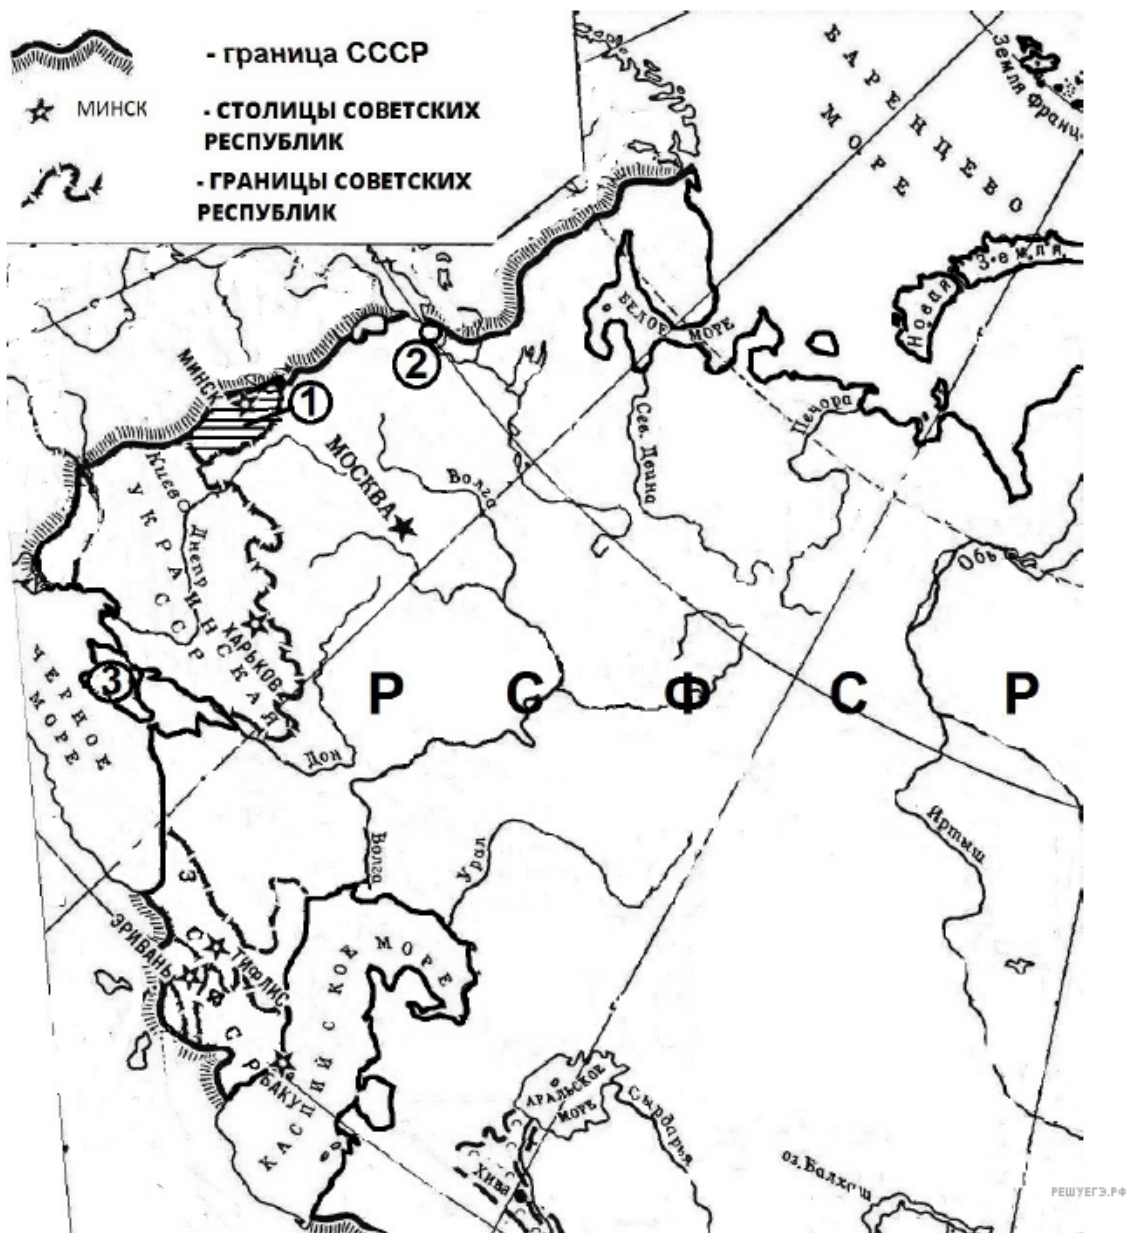 - граница СССР
МИНСК
- СТОЛИЦЫ СОВЕТСКИХ
РЕСПУБЛИК
- ГРАНИЦЫ СОВЕТСКИХ
РЕСПУБЛИК
БАРЕНЦЕВО
МОРЕ
Земля Франц
Новая
Земля
БЕЛОЕ МОРЕ
2
МИНСК
1
Печора
Сев. Двина
МОСКВА
Волга
Киев
УКРАИНСКАЯ
ССР
Днепр
Обь
ХАРЬКОВ
3
ЧЕРНОЕ
МОРЕ
Р С Ф С Р
Дон
Волга
Урал
Иртыш
З С Ф С Р
ЭРИВАНЬ
ТИФЛИС
БАКУ
КАСПИЙСКОЕ МОРЕ
АРАЛЬСКОЕ
МОРЕ
Сырдарья
Хива
оз. Балхаш
РЕШУЕГЭ.РФ